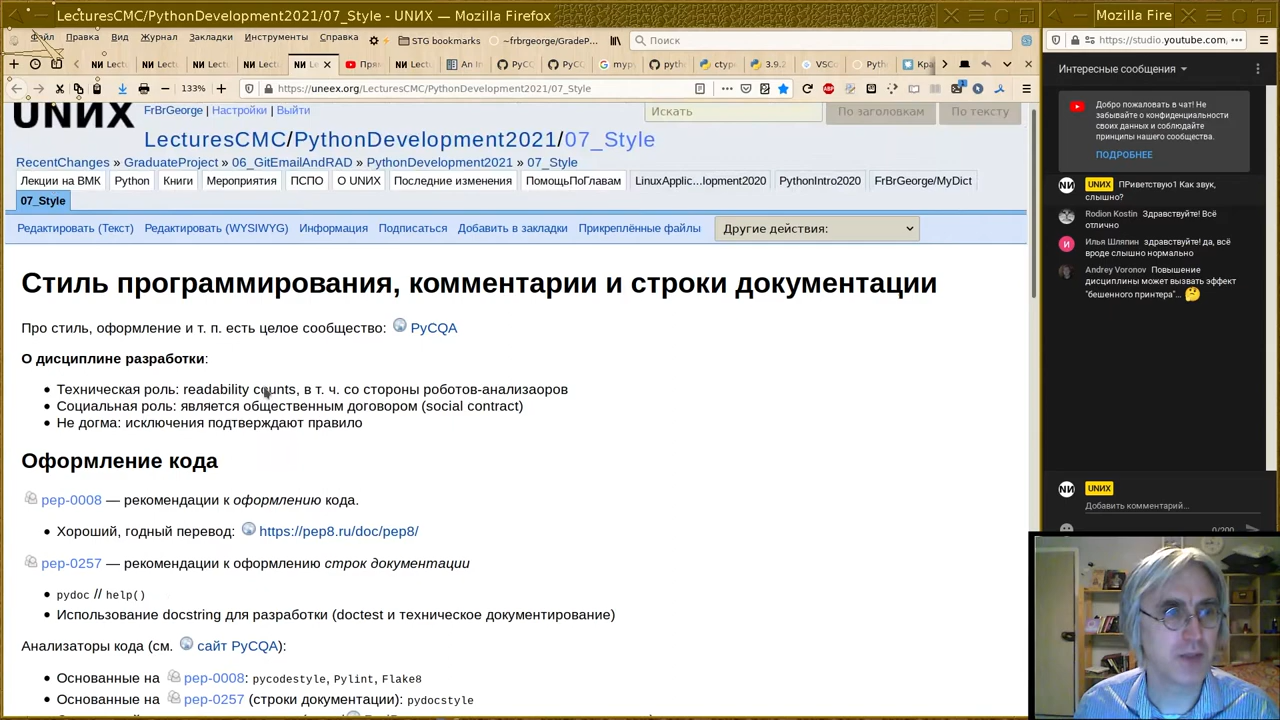 LecturesCMC/PythonDevelopment2021/07_Style - UNИX — Mozilla Firefox
Mozilla Fire
Файл Правка Вид Журнал Закладки Инструменты Справка
STG bookmarks
~frbrgeorge/GradeP...
Поиск
133%
https://uneex.org/LecturesCMC/PythonDevelopment2021/07_Style
https://studio.youtube.com,
UNИX
FrBrGeorge | Настройки | Выйти
Искать
По заголовкам
По тексту
LecturesCMC/PythonDevelopment2021/07_Style
RecentChanges » GraduateProject » 06_GitEmailAndRAD » PythonDevelopment2021 » 07_Style
Лекции на ВМК Python Книги Мероприятия ПСПО О UNИX Последние изменения ПомощьПоГлавам LinuxApplic...lopment2020 PythonIntro2020 FrBrGeorge/MyDict
07_Style
Редактировать (Текст) Редактировать (WYSIWYG) Информация Подписаться Добавить в закладки Прикреплённые файлы Другие действия:
Стиль программирования, комментарии и строки документации
Про стиль, оформление и т. п. есть целое сообщество: PyCQA
О дисциплине разработки:
Техническая роль: readability counts, в т. ч. со стороны роботов-анализаоров
Социальная роль: является общественным договором (social contract)
Не догма: исключения подтверждают правило
Оформление кода
pep-0008 — рекомендации к оформлению кода.
Хороший, годный перевод: https://pep8.ru/doc/pep8/
pep-0257 — рекомендации к оформлению строк документации
pydoc // help()
Использование docstring для разработки (doctest и техническое документирование)
Анализаторы кода (см. сайт PyCQA):
Основанные на pep-0008: pycodestyle, Pylint, Flake8
Основанные на pep-0257 (строки документации): pydocstyle
Интересные сообщения
Добро пожаловать в чат! Не
забывайте о конфиденциальности
своих данных и соблюдайте
принципы нашего сообщества.
ПОДРОБНЕЕ
UNИX ПРиветствую1 Как звук,
слышно?
Rodion Kostin Здравствуйте! Всё
отлично
Илья Шляпин здравствуйте! да, всё
вроде слышно нормально
Andrey Voronov Повышение
дисциплины может вызвать эффект
"бешенного принтера"...
UNИX
Добавить комментарий...
0/200